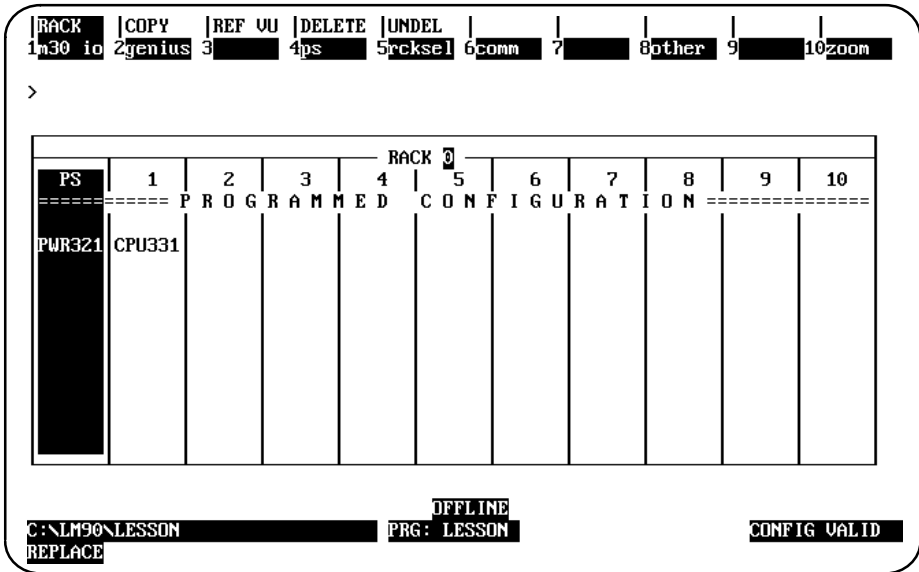 RACK |COPY |REF VU |DELETE |UNDEL | | | | |
1m30 io 2genius 3 4ps 5rcksel 6comm 7 8other 9 10zoom
>
RACK 0
PS 1 2 3 4 5 6 7 8 9 10
====== ===== P R O G R A M M E D C O N F I G U R A T I O N ===============
PWR321 CPU331
OFFLINE
C:\LM90\LESSON PRG: LESSON CONFIG VALID
REPLACE